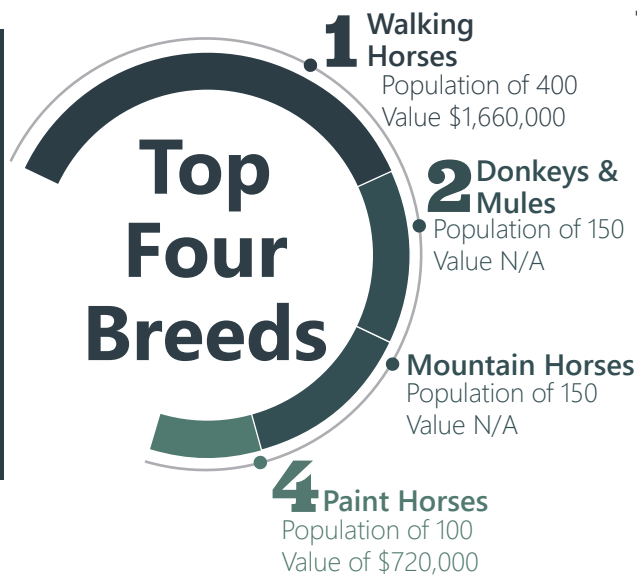 Top
Four
Breeds
1 Walking
Horses
Population of 400
Value $1,660,000
2 Donkeys &
Mules
Population of 150
Value N/A
Mountain Horses
Population of 150
Value N/A
4 Paint Horses
Population of 100
Value of $720,000